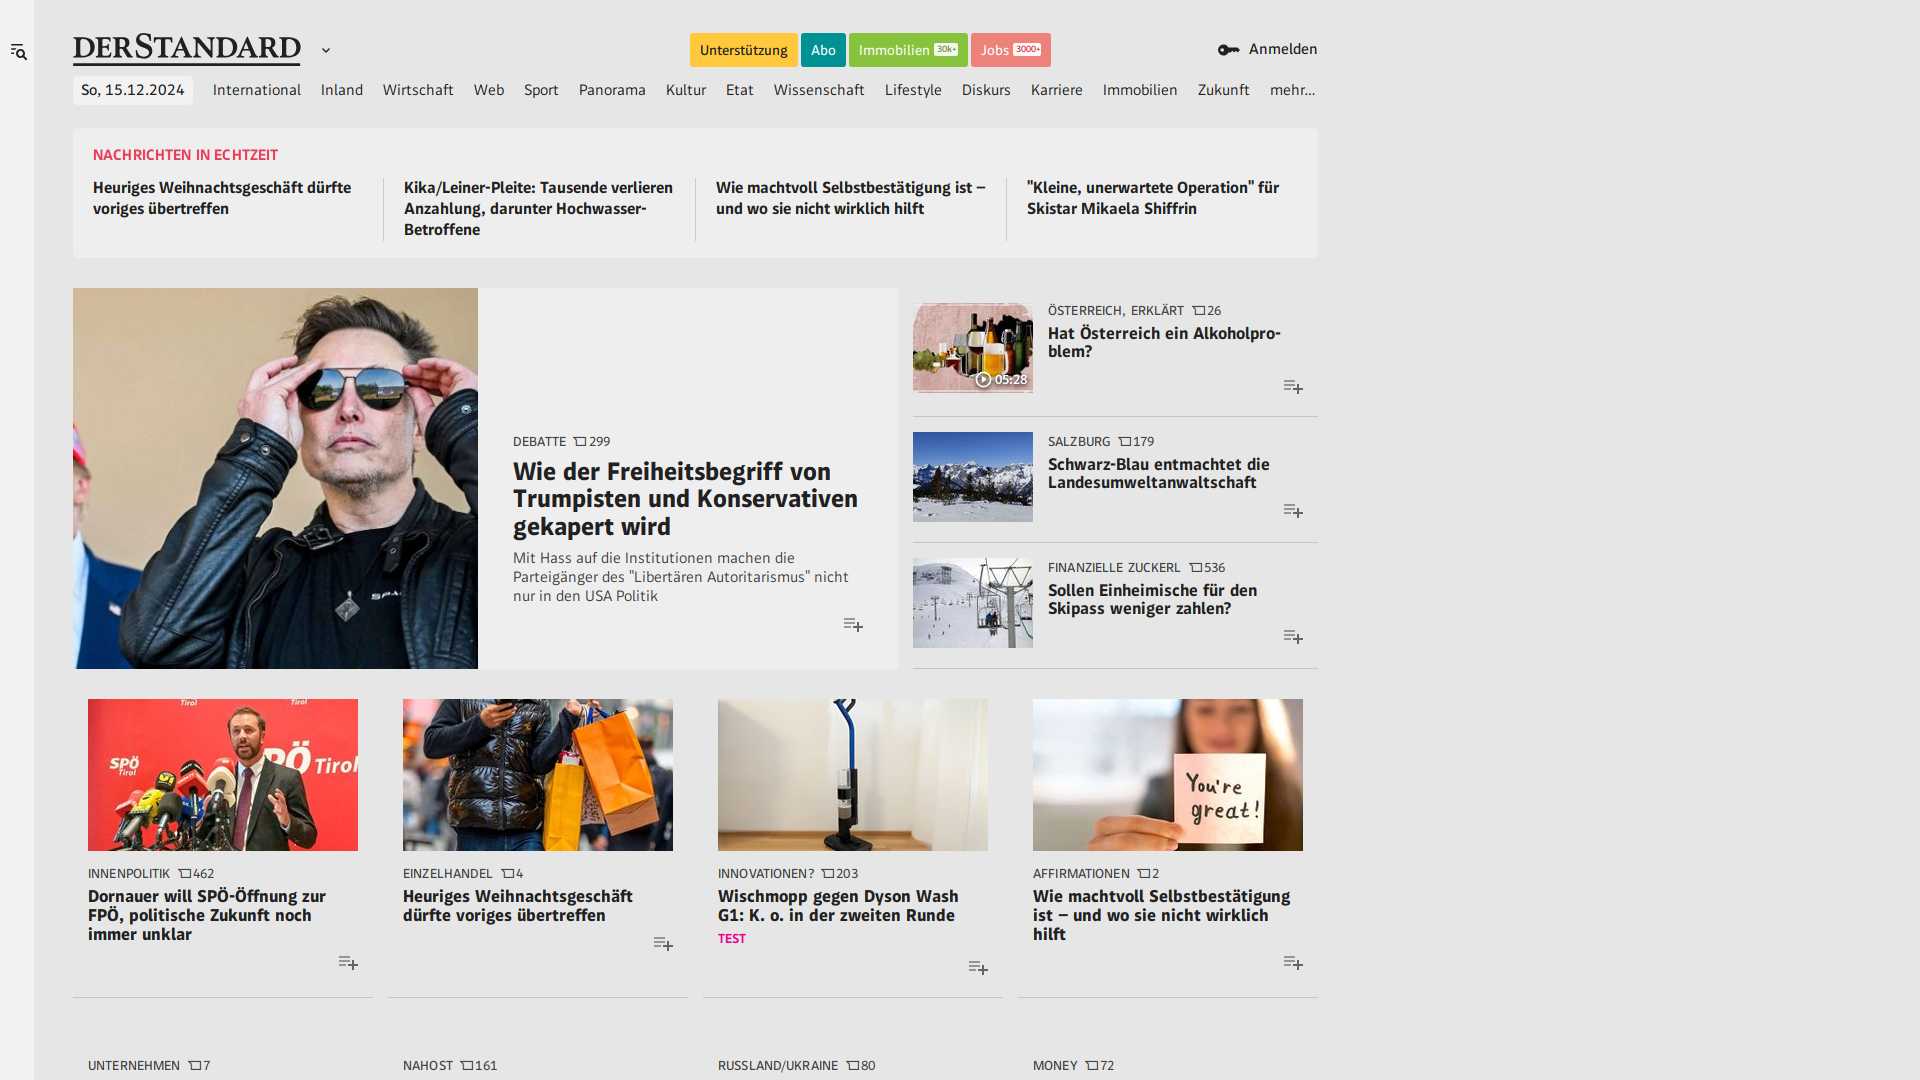 DERSTANDARD
Unterstützung
Abo
Immobilien 30k+
Jobs 3000+
Anmelden
So, 15.12.2024
International
Inland
Wirtschaft
Web
Sport
Panorama
Kultur
Etat
Wissenschaft
Lifestyle
Diskurs
Karriere
Immobilien
Zukunft
mehr...
NACHRICHTEN IN ECHTZEIT
Heuriges Weihnachtsgeschäft dürfte
voriges übertreffen
Kika/Leiner-Pleite: Tausende verlieren
Anzahlung, darunter Hochwasser-
Betroffene
Wie machtvoll Selbstbestätigung ist –
und wo sie nicht wirklich hilft
"Kleine, unerwartete Operation" für
Skistar Mikaela Shiffrin
DEBATTE 299
Wie der Freiheitsbegriff von
Trumpisten und Konservativen
gekapert wird
Mit Hass auf die Institutionen machen die
Parteigänger des "Libertären Autoritarismus" nicht
nur in den USA Politik
05:28
ÖSTERREICH, ERKLÄRT 26
Hat Österreich ein Alkoholpro-
blem?
SALZBURG 179
Schwarz-Blau entmachtet die
Landesumweltanwaltschaft
FINANZIELLE ZUCKERL 536
Sollen Einheimische für den
Skipass weniger zahlen?
Tirol
Tirol
SPÖ
Tirol
SPÖ
Tirol
INNENPOLITIK 462
Dornauer will SPÖ-Öffnung zur
FPÖ, politische Zukunft noch
immer unklar
EINZELHANDEL 4
Heuriges Weihnachtsgeschäft
dürfte voriges übertreffen
INNOVATIONEN? 203
Wischmopp gegen Dyson Wash
G1: K. o. in der zweiten Runde
TEST
You're
great!
AFFIRMATIONEN 2
Wie machtvoll Selbstbestätigung
ist – und wo sie nicht wirklich
hilft
UNTERNEHMEN 7
NAHOST 161
RUSSLAND/UKRAINE 80
MONEY 72